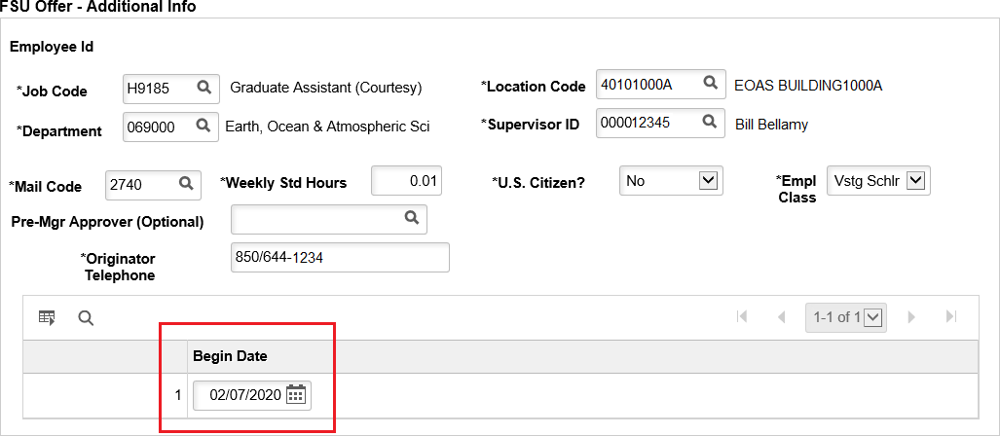 FSU Offer - Additional Info
Employee Id
*Job Code H9185 Graduate Assistant (Courtesy) *Location Code 40101000A EOAS BUILDING1000A
*Department 069000 Earth, Ocean & Atmospheric Sci *Supervisor ID 000012345 Bill Bellamy
*Mail Code 2740 *Weekly Std Hours 0.01 *U.S. Citizen? No *Empl Class Vstg Schlr
Pre-Mgr Approver (Optional)
*Originator Telephone 850/644-1234
1-1 of 1
Begin Date
1 02/07/2020